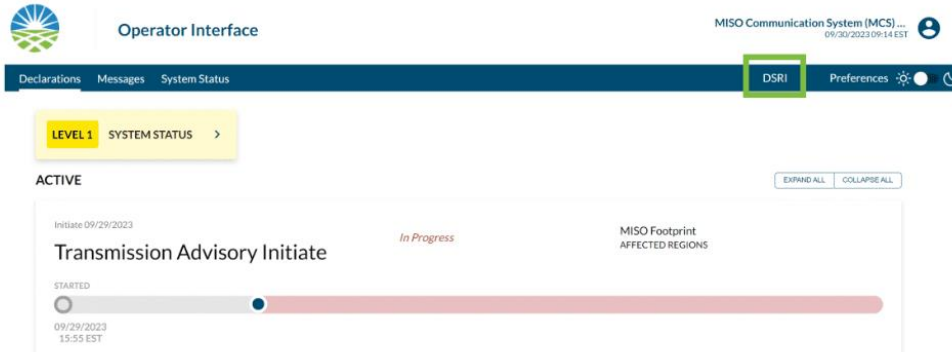 Operator Interface
MISO Communication System (MCS) ...
09/30/2023 09:14 EST
Declarations Messages System Status DSRI Preferences
LEVEL 1 SYSTEM STATUS >
ACTIVE
EXPAND ALL COLLAPSE ALL
Initiate 09/29/2023
Transmission Advisory Initiate
In Progress
MISO Footprint
AFFECTED REGIONS
STARTED
09/29/2023
15:55 EST